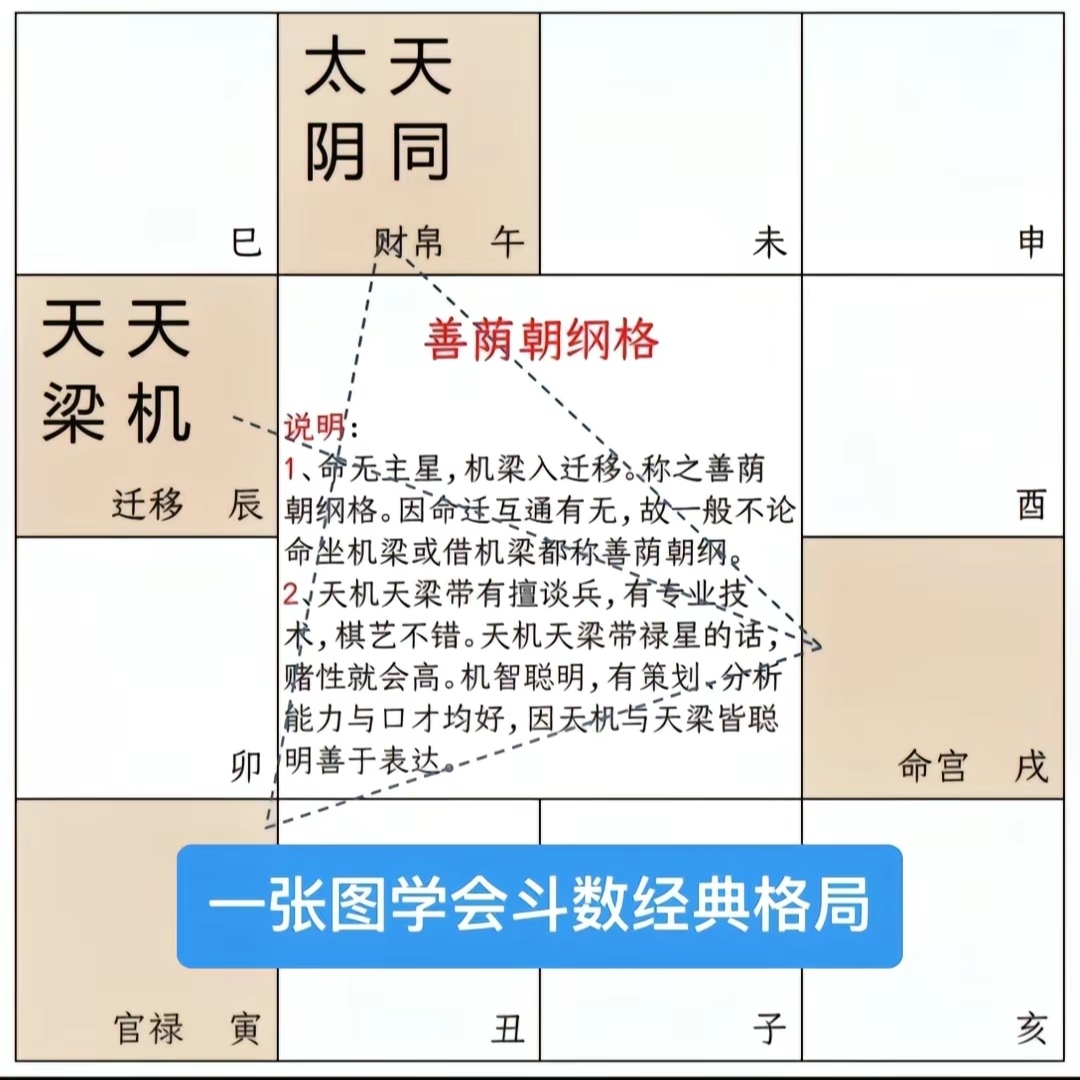 太 天
阴 同
巳
财帛 午
未
申
天 天
梁 机
迁移 辰
善荫朝纲格
说明：
1、命无主星，机梁入迁移。称之善荫
朝纲格。因命迁互通有无，故一般不论
命坐机梁或借机梁都称善荫朝纲。
2、天机天梁带有擅谈兵，有专业技
术，棋艺不错。天机天梁带禄星的话，
赌性就会高。机智聪明，有策划、分析
能力与口才均好，因天机与天梁皆聪
明善于表达。
酉
卯
命宫 戌
一张图学会斗数经典格局
官禄 寅
丑
子
亥